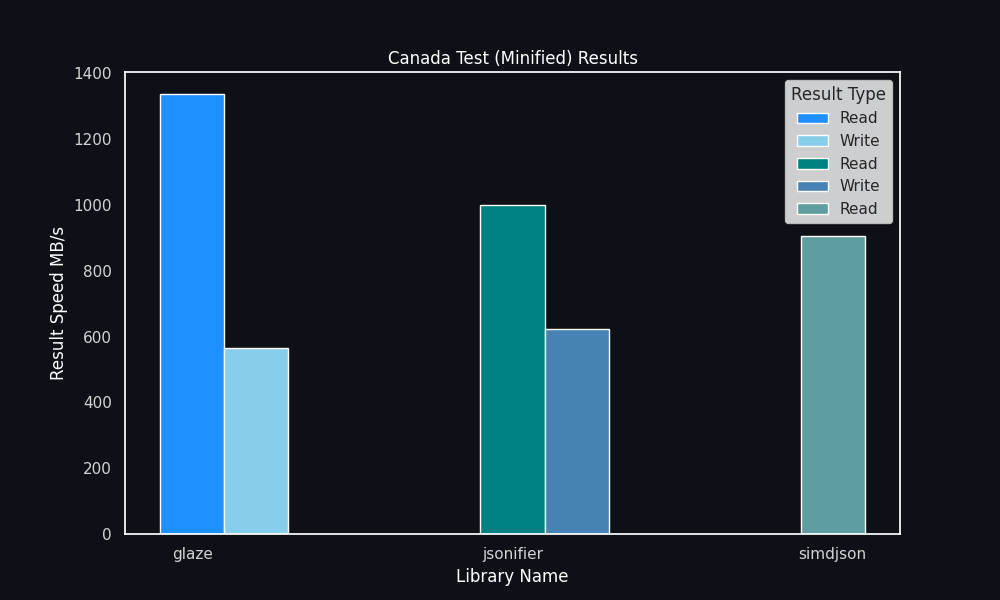 Canada Test (Minified) Results
Result Speed MB/s
1400
1200
1000
800
600
400
200
0
Result Type
Read
Write
Read
Write
Read
glaze
jsonifier
simdjson
Library Name